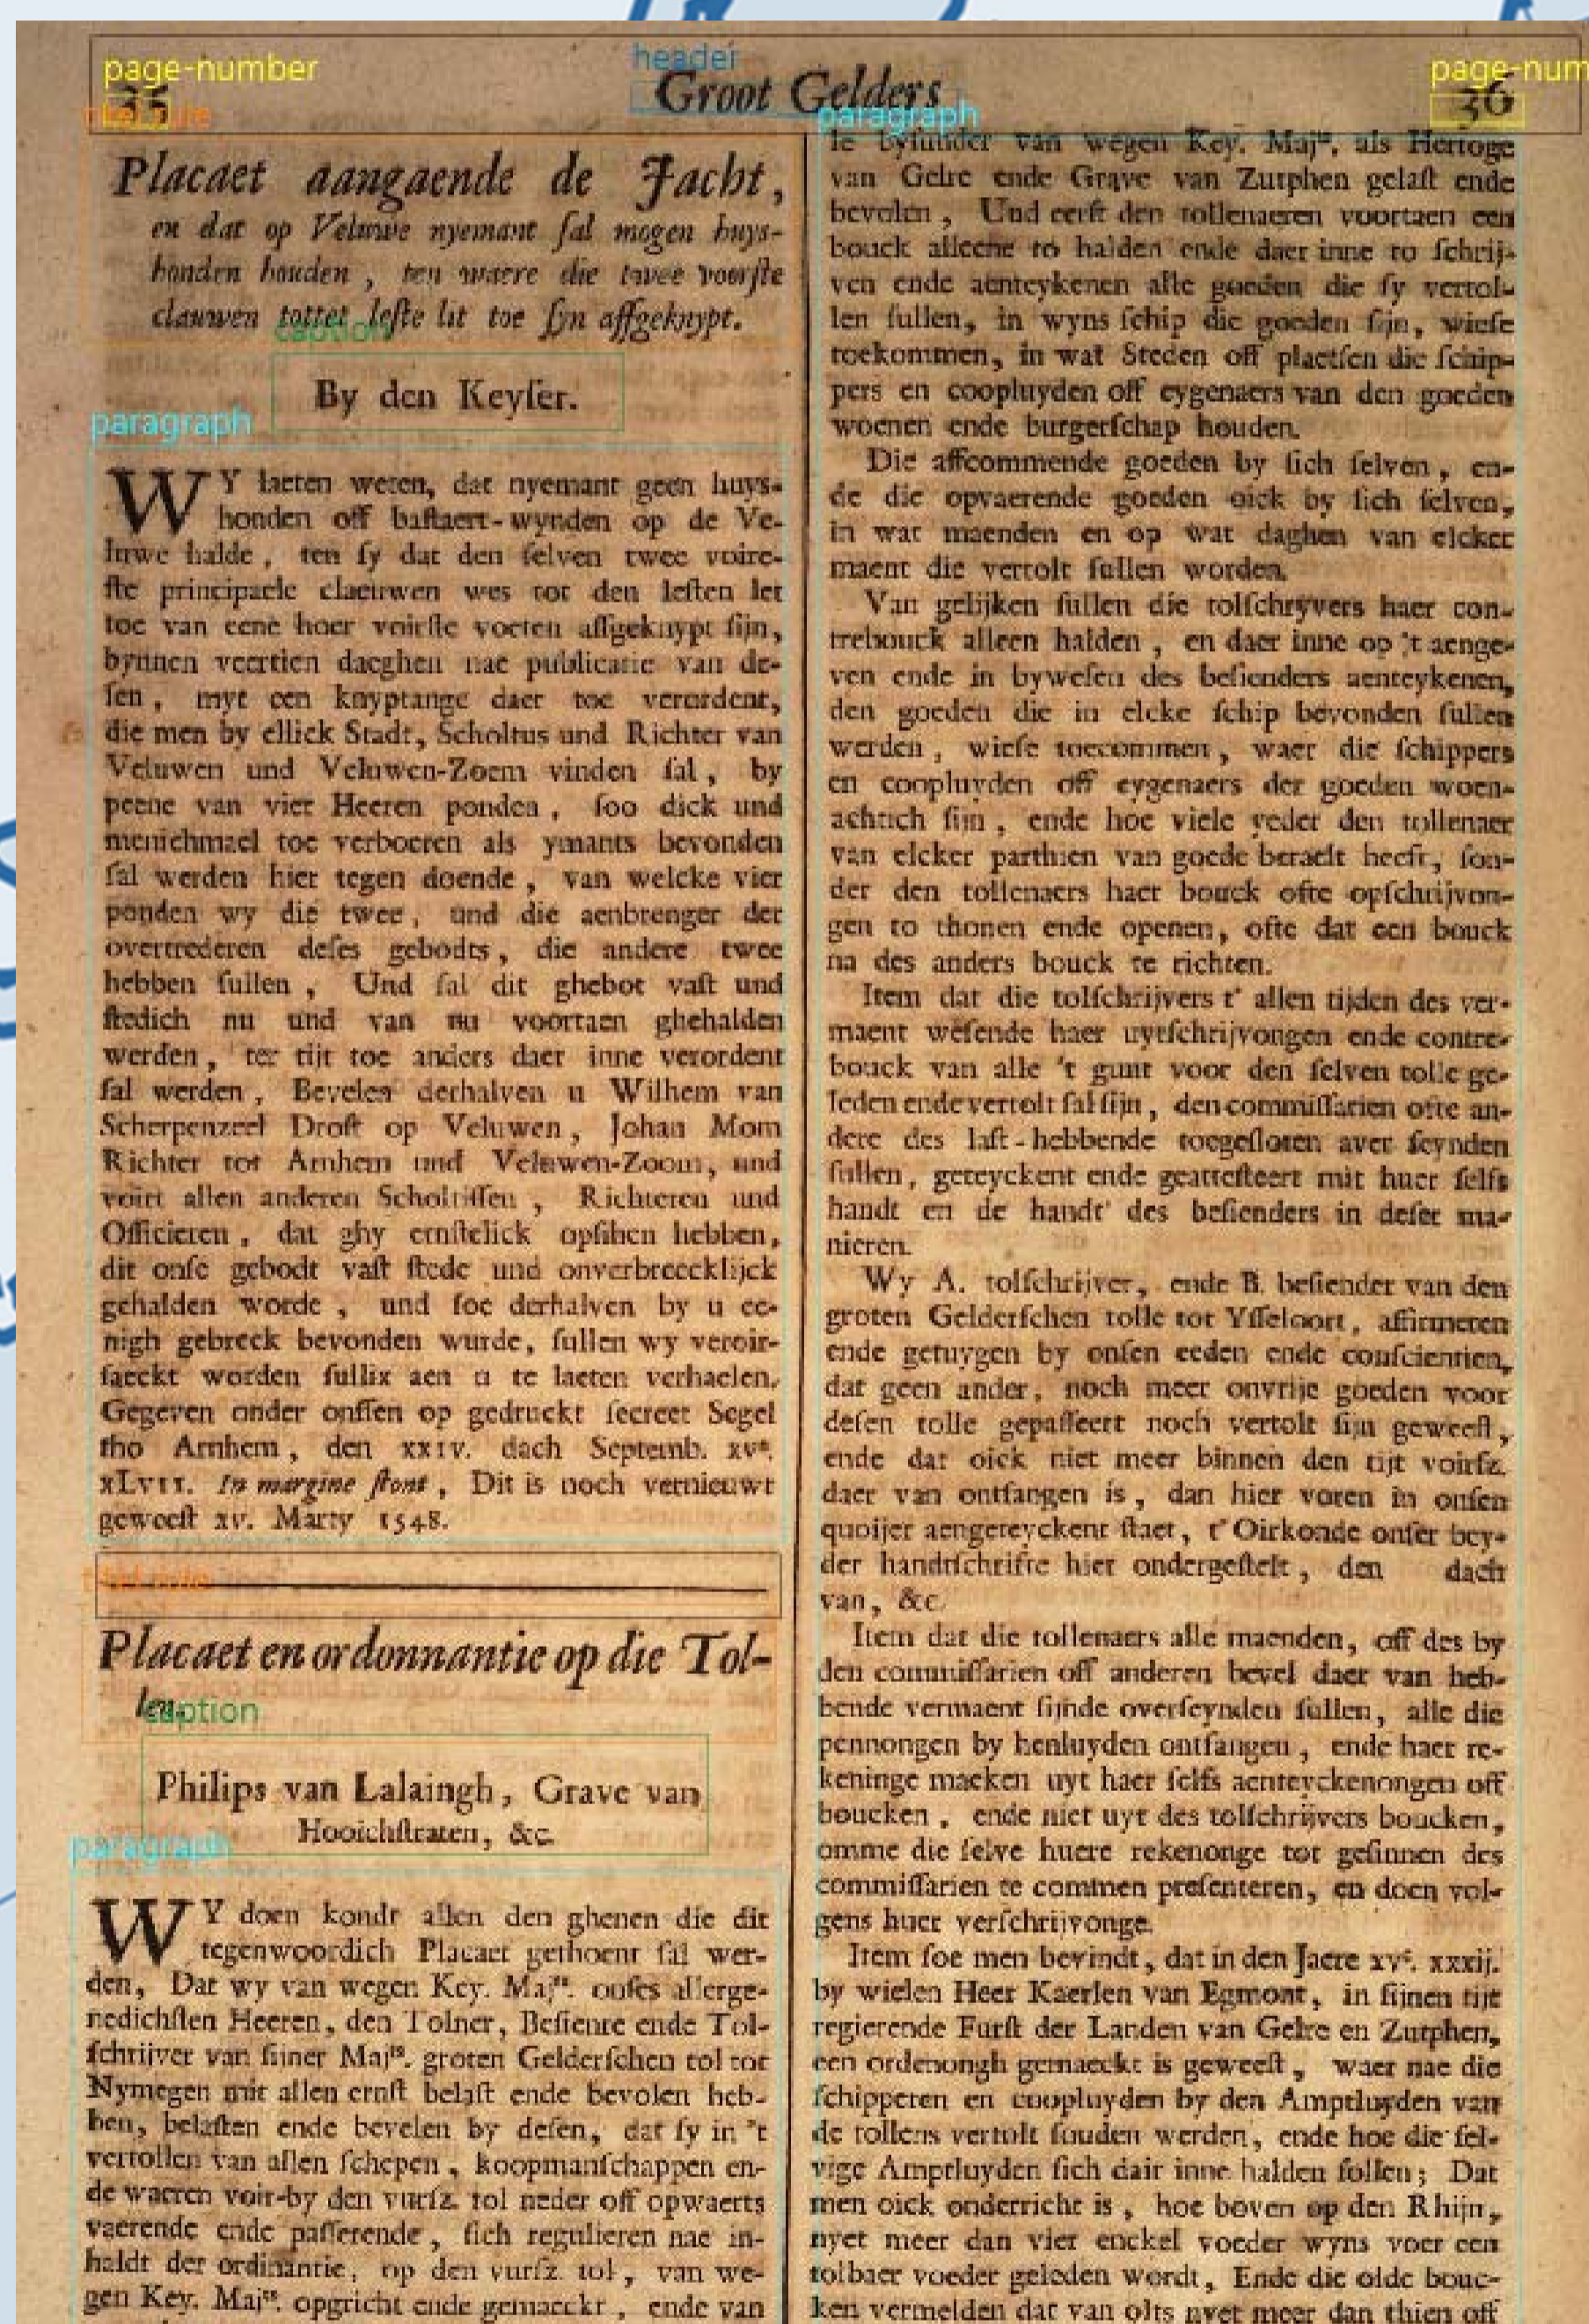 page-number
35
header
Groot Gelders
page-num
36
Placaet aangaende de Jacht,
en dat op Veluwe nyemant ſal mogen huys-
honden houden, ten waere die twee voorſte
clauwen tottet leſte lit toe ſyn affgeknypt.
caption
By den Keyſer.
paragraph
WY laeten weten, dat nyemant geen huys-
honden off baſtaert-wynden op de Ve-
luwe halde, ten ſy dat den ſelven twee voire-
ſte principaele claeuwen wes tot den leſten let
toe van eene hoer voirſte voeten affgeknypt ſijn,
bynnen veertien daeghen nae publicatie van de-
ſen, myt een knyptange daer toe verordent,
die men by ellick Stadt, Scholtus und Richter van
Veluwen und Veluwen-Zoem vinden ſal, by
peene van vier Heeren ponden, ſoo dick und
menichmael toe verboeren als ymants bevonden
ſal werden hier tegen doende, van welcke vier
ponden wy die twee, und die aenbrenger der
overtrederen deſes gebodts, die andere twee
hebben ſullen, Und ſal dit ghebot vaſt und
ſtedich nu und van nu voortaen ghehalden
werden, ter tijt toe anders daer inne verordent
ſal werden, Bevelen derhalven u Wilhem van
Scherpenzeel Droſt op Veluwen, Johan Mom
Richter tot Arnhem und Veluwen-Zoom, und
voirt allen anderen Scholtiſſen, Richteren und
Officieren, dat ghy ernſtelick opſihen hebben,
dit onſe gebodt vaſt ſtede und onverbreecklijck
gehalden worde, und ſoe derhalven by u ee-
nigh gebreck bevonden wurde, ſullen wy veroir-
ſaeckt worden ſullix aen u te laeten verhaelen.
Gegeven onder onſſen op gedruckt ſecreet Segel
tho Arnhem, den xxiv. dach Septemb. xvᶜ.
xLvii. In margine ſtont, Dit is noch vernieuwt
geweeſt xv. Marty 1548.
Placaet en ordonnantie op die Tol-
len.
caption
Philips van Lalaingh, Grave van
Hooichſtraten, &c.
paragraph
WY doen kondt allen den ghenen die dit
tegenwoordich Placaet gethoent ſal wer-
den, Dat wy van wegen Key. Majᵗˢ. onſes allerge-
nedichſten Heeren, den Tolner, Beſiente ende Tol-
ſchrijver van ſijner Majᵗˢ. groten Gelderſchen tol tot
Nymegen mit allen ernſt belaſt ende bevolen heb-
ben, belaſten ende bevelen by deſen, dat ſy in 't
vertollen van allen ſchepen, koopmanſchappen en-
de waeren voir-by den vurſz. tol neder off opwaerts
vaerende ende paſſerende, ſich regulieren nae in-
haldt der ordinantie, op den vurſz. tol, van we-
gen Key. Majᵗˢ. opgricht ende gemaeckt, ende van
paragraph
le byſunder van wegen Key. Majᵗˢ. als Hertoge
van Gelre ende Grave van Zutphen gelaſt ende
bevolen, Und eerſt den tollenaeren voortaen een
bouck alleene to halden ende daer inne to ſchrij-
ven ende aenteykenen alle goeden die ſy vertol-
len ſullen, in wyns ſchip die goeden ſijn, wieſe
toekommen, in wat Steden off plaetſen die ſchip-
pers en coopluyden off eygenaers van den goeden
woenen ende burgerſchap houden.
Die affcommende goeden by ſich ſelven, en-
de die opvaerende goeden oick by ſich ſelven,
in wat maenden en op wat daghen van elcker
maent die vertolt ſullen worden.
Van gelijken ſullen die tolſchryvers haer con-
trebouck alleen halden, en daer inne op 't aenge-
ven ende in byweſen des beſienders aenteykenen,
den goeden die in elcke ſchip bevonden ſullen
werden, wieſe toecommen, waer die ſchippers
en coopluyden off eygenaers der goeden woen-
achtich ſijn, ende hoe viele yeder den tollenaer
van elcker parthien van goede betaelt heeft, ſon-
der den tollenaers haer bouck ofte opſchrijvon-
gen to thonen ende openen, ofte dat een bouck
na des anders bouck te richten.
Item dat die tolſchrijvers t' allen tijden des ver-
maent weſende haer uytſchrijvongen ende contre-
bouck van alle 't gunt voor den ſelven tolle ge-
leden ende vertolt ſal ſijn, den commiſſarien ofte an-
dere des laſt-hebbende toegeſloten aver ſeynden
ſullen, geteyckent ende geatteſteert mit huer ſelfs
handt en de handt des beſienders in deſer ma-
nieren.
Wy A. tolſchrijver, ende B. beſiender van den
groten Gelderſchen tolle tot Yſſeloort, affirmeren
ende getuygen by onſen eeden ende conſcientien,
dat geen ander, noch meer onvrije goeden voor
deſen tolle gepaſſeert noch vertolt ſijn geweeſt,
ende dat oick niet meer binnen den tijt voirſz.
daer van ontfangen is, dan hier voren in onſen
quoijer aengeteyckent ſtaet, t' Oirkonde onſer bey-
der handtſchrifte hier ondergeſtelt, den dach
van, &c.
Item dat die tollenaers alle maenden, off des by
den commiſſarien off anderen bevel daer van heb-
bende vermaent ſijnde overſeynden ſullen, alle die
pennongen by henluyden ontfangen, ende haer re-
keninge maeken uyt haer ſelfs aenteyckenongen off
boucken, ende niet uyt des tolſchrijvers boucken,
omme die ſelve huere rekenonge tot geſinnen des
commiſſarien te commen preſenteren, en doen vol-
gens huer verſchrijvonge.
Item ſoe men bevindt, dat in den Jaere xvᶜ. xxxij.
by wielen Heer Kaerlen van Egmont, in ſijnen tijt
regierende Furſt der Landen van Gelre en Zutphen,
een ordenongh gemaeckt is geweeſt, waer nae die
ſchipperen en coopluyden by den Amptluyden van
de tollens vertolt ſouden werden, ende hoe die ſel-
vige Amptluyden ſich dair inne halden ſollen; Dat
men oick onderricht is, hoe boven op den Rhijn,
nyet meer dan vier enckel voeder wyns voer een
tolbaer voeder geleden wordt, Ende die olde bouc-
ken vermelden dat van olts nyet meer dan thien off